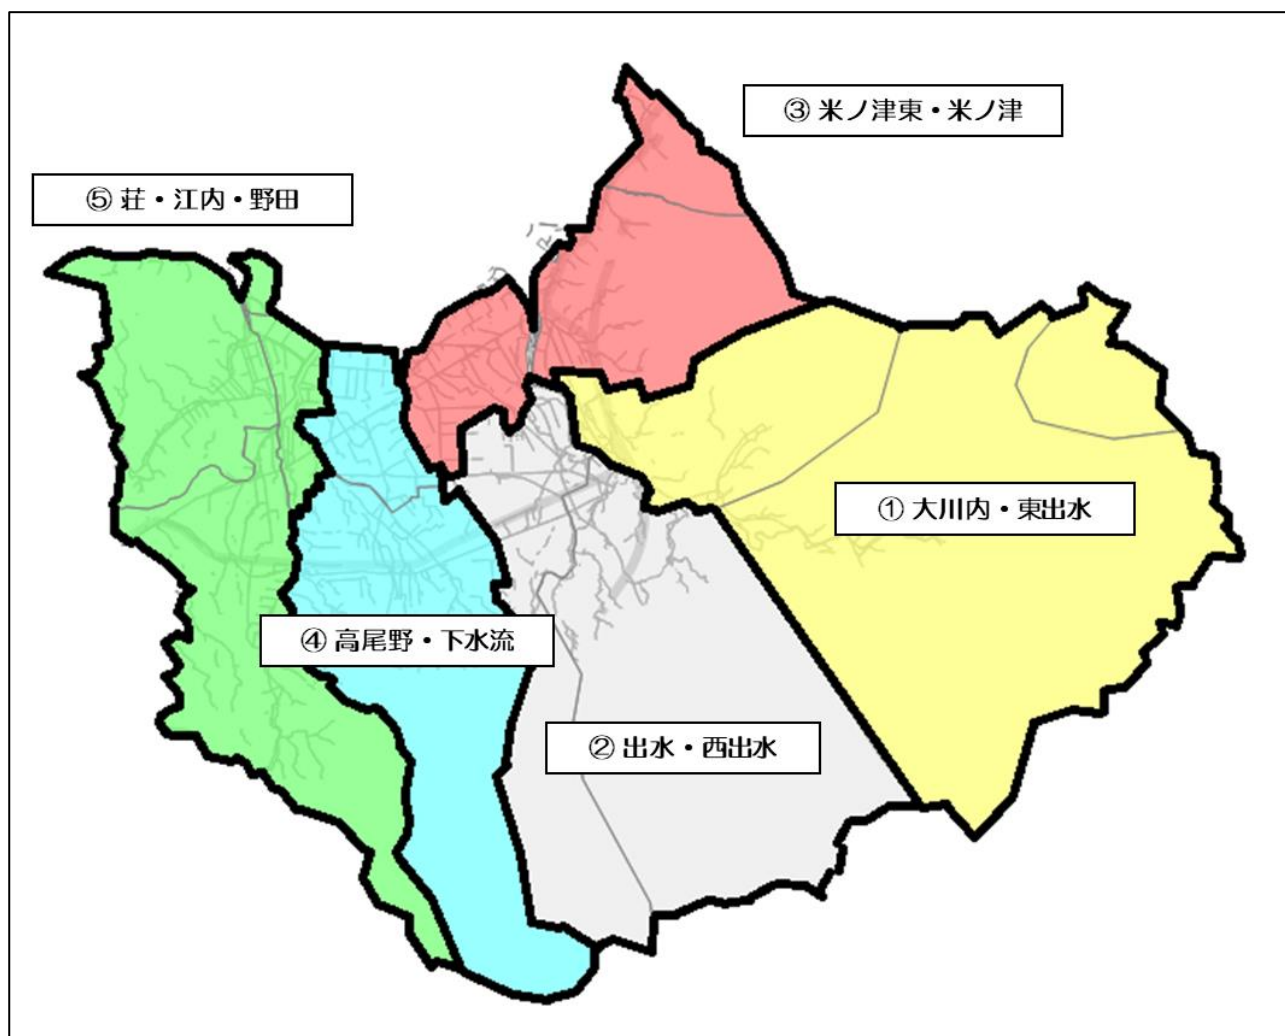 ③ 米ノ津東・米ノ津
⑤ 荘・江内・野田
① 大川内・東出水
④ 高尾野・下水流
② 出水・西出水